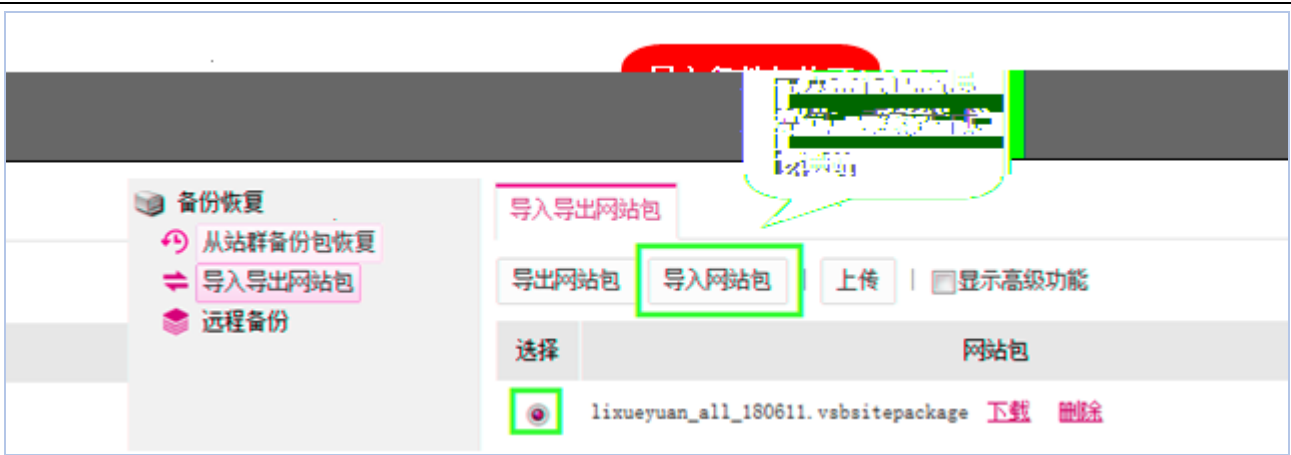 备份恢复
从站群备份包恢复
导入导出网站包
远程备份
导入导出网站包
导出网站包 导入网站包 | 上传 | 显示高级功能
选择 网站包
lixueyuan_all_180611.vsbsitepackage 下载 删除